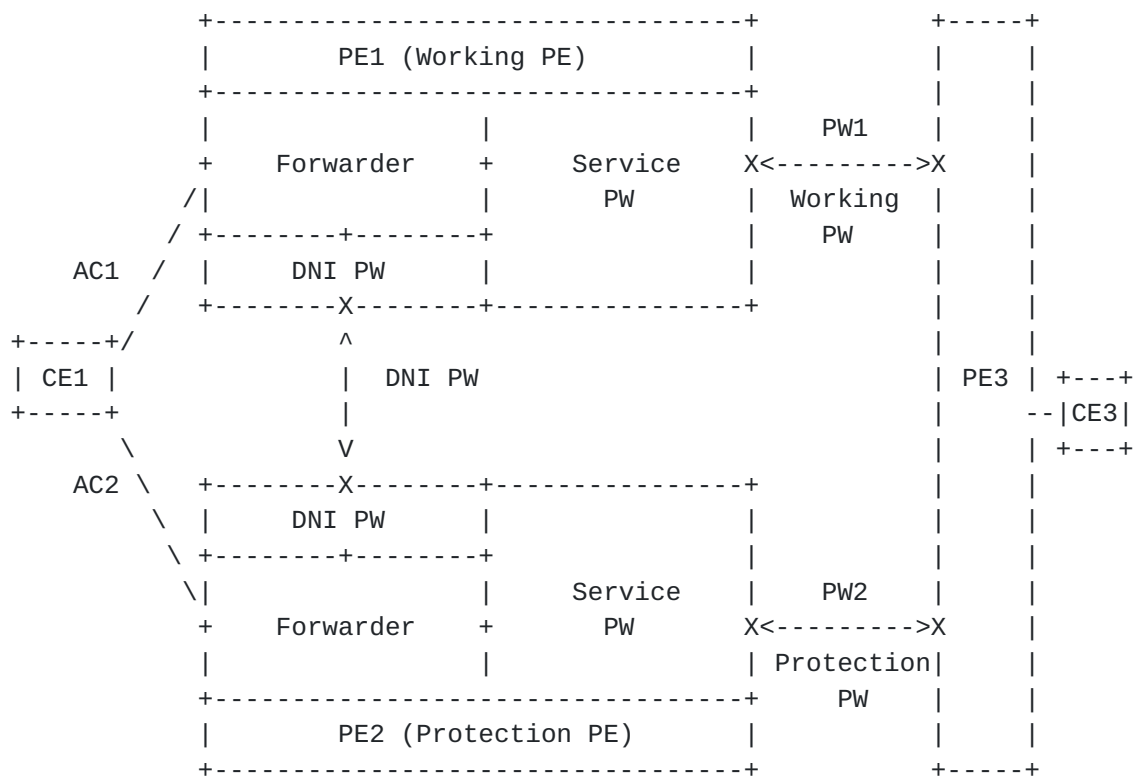 PE1 (Working PE)
PW1
Forwarder Service
PW Working
PW
AC1 DNI PW
CE1 DNI PW PE3
CE3
AC2
DNI PW
Service PW2
Forwarder PW
Protection
PW
PE2 (Protection PE)